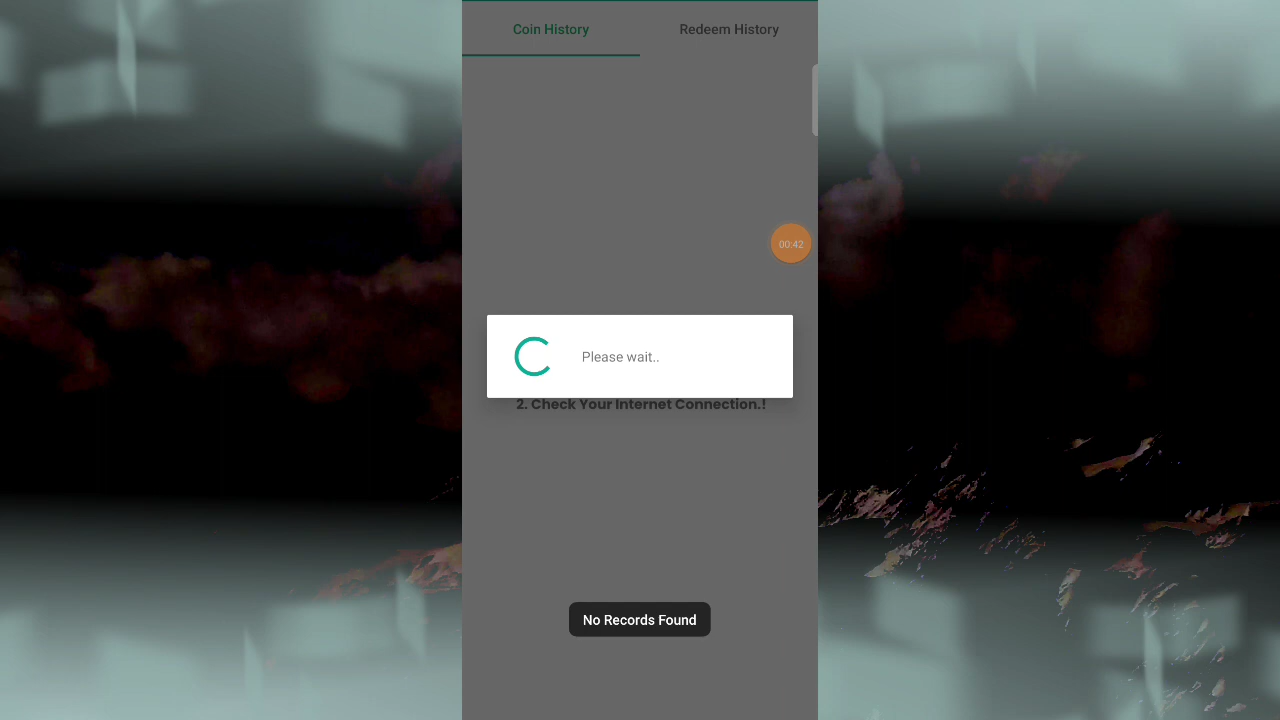 Coin History
Redeem History
00:42
Please wait..
2. Check Your Internet Connection.!
No Records Found